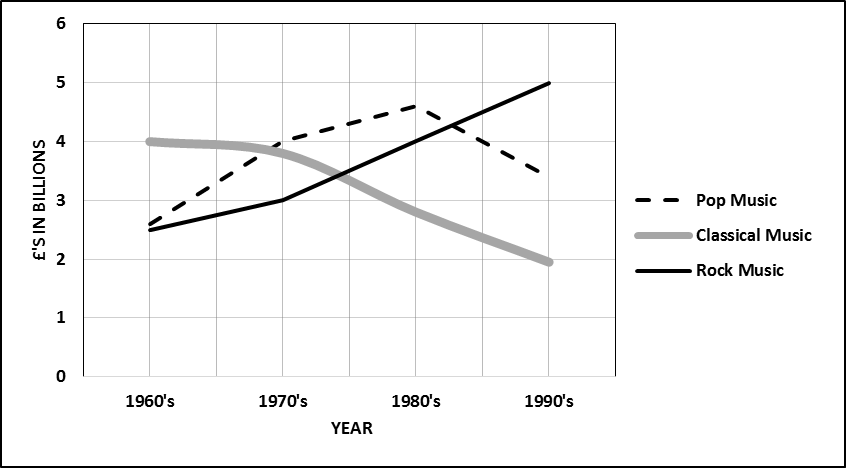 6
5
4
3
2
1
0
£'S IN BILLIONS
1960's 1970's 1980's 1990's
YEAR
Pop Music
Classical Music
Rock Music